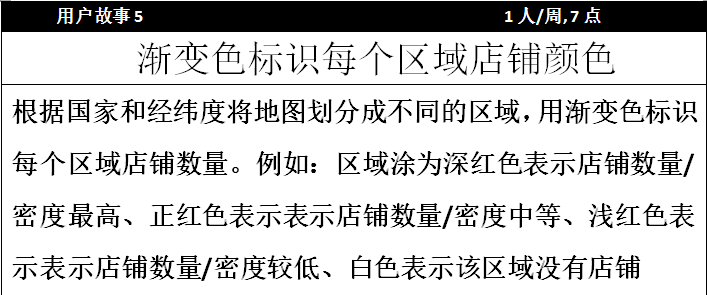 用户故事 5 1 人/周, 7 点
渐变色标识每个区域店铺颜色
根据国家和经纬度将地图划分成不同的区域，用渐变色标识
每个区域店铺数量。例如：区域涂为深红色表示店铺数量/
密度最高、正红色表示表示店铺数量/密度中等、浅红色表
示表示店铺数量/密度较低、白色表示该区域没有店铺